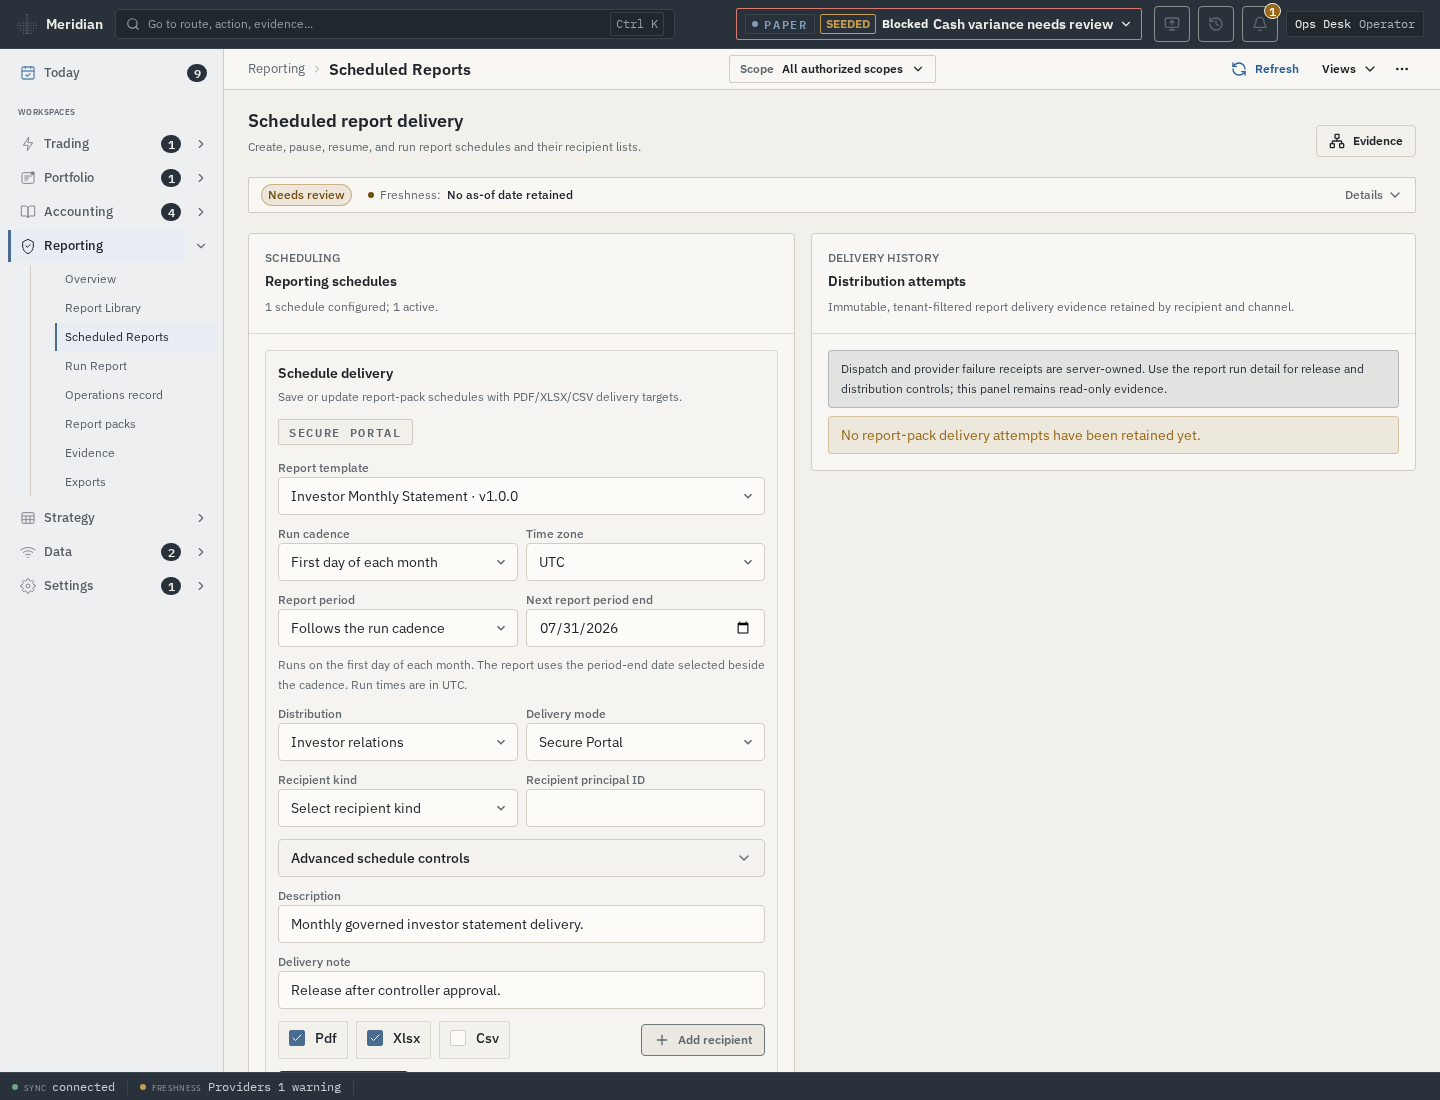 Meridian
Go to route, action, evidence...
Ctrl K
PAPER
SEEDED
Blocked Cash variance needs review
1
Ops Desk Operator
Today
9
WORKSPACES
Trading
1
Portfolio
1
Accounting
4
Reporting
Overview
Report Library
Scheduled Reports
Run Report
Operations record
Report packs
Evidence
Exports
Strategy
Data
2
Settings
1
Reporting
Scheduled Reports
Scope All authorized scopes
Refresh
Views
Scheduled report delivery
Create, pause, resume, and run report schedules and their recipient lists.
Evidence
Needs review
Freshness: No as-of date retained
Details
SCHEDULING
Reporting schedules
1 schedule configured; 1 active.
Schedule delivery
Save or update report-pack schedules with PDF/XLSX/CSV delivery targets.
SECURE PORTAL
Report template
Investor Monthly Statement · v1.0.0
Run cadence
Time zone
First day of each month
UTC
Report period
Next report period end
Follows the run cadence
07/31/2026
Runs on the first day of each month. The report uses the period-end date selected beside
the cadence. Run times are in UTC.
Distribution
Delivery mode
Investor relations
Secure Portal
Recipient kind
Recipient principal ID
Select recipient kind
Advanced schedule controls
Description
Monthly governed investor statement delivery.
Delivery note
Release after controller approval.
Pdf
Xlsx
Csv
Add recipient
DELIVERY HISTORY
Distribution attempts
Immutable, tenant-filtered report delivery evidence retained by recipient and channel.
Dispatch and provider failure receipts are server-owned. Use the report run detail for release and
distribution controls; this panel remains read-only evidence.
No report-pack delivery attempts have been retained yet.
SYNC connected
FRESHNESS Providers 1 warning